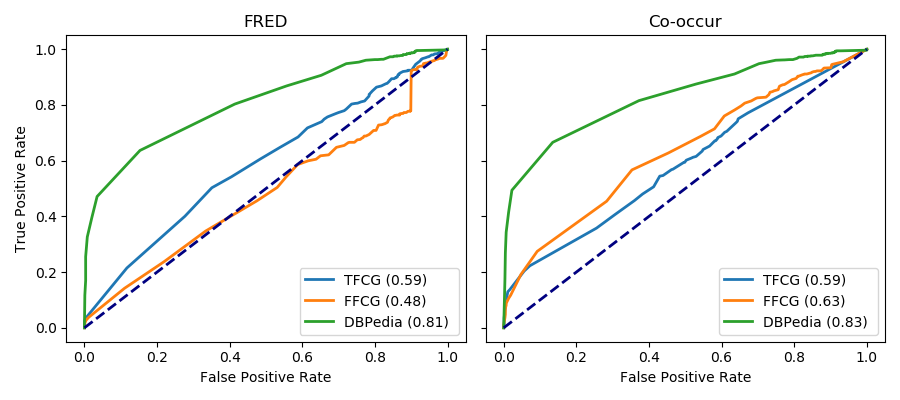 FRED
Co-occur
True Positive Rate
1.0
0.8
0.6
0.4
0.2
0.0
TFCG (0.59)
FFCG (0.48)
DBPedia (0.81)
TFCG (0.59)
FFCG (0.63)
DBPedia (0.83)
0.0 0.2 0.4 0.6 0.8 1.0
0.0 0.2 0.4 0.6 0.8 1.0
False Positive Rate
False Positive Rate